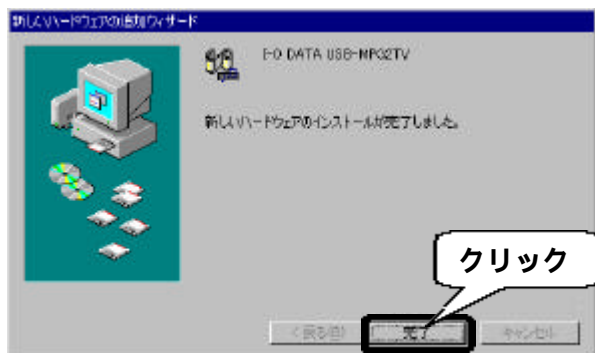 新しいハードウェアの追加ウィザード
I-O DATA USB-MP02TV
新しいハードウェアのインストールが完了しました。
クリック
< 戻る(B)
完了
キャンセル